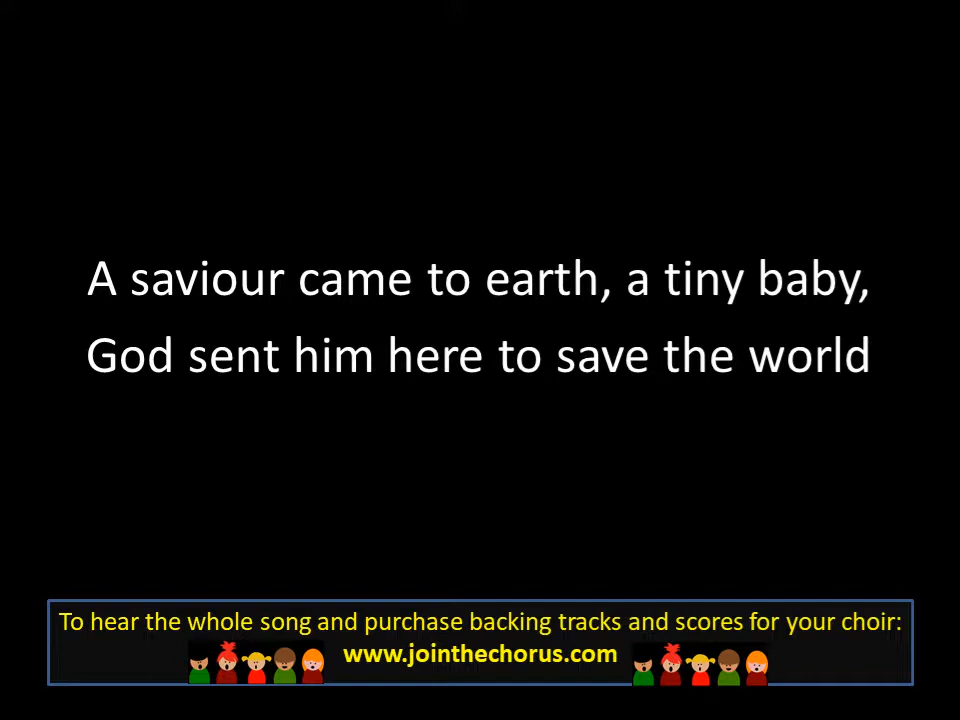 A saviour came to earth, a tiny baby,
God sent him here to save the world
To hear the whole song and purchase backing tracks and scores for your choir:
www.jointhechorus.com